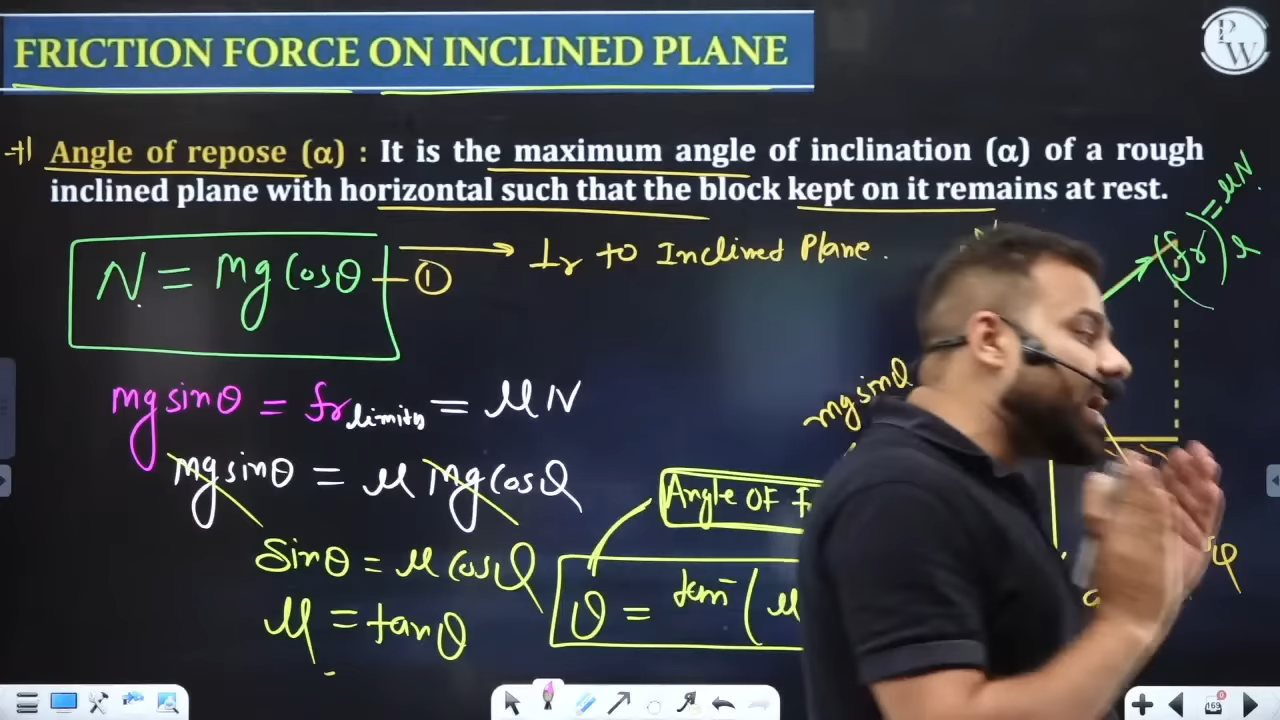 FRICTION FORCE ON INCLINED PLANE
PW
Angle of repose (α) : It is the maximum angle of inclination (α) of a rough
inclined plane with horizontal such that the block kept on it remains at rest.
N = mg cosθ — ① → ⊥r to Inclined Plane.
(fr)l = μN
mg sinθ
mg sinθ = fr = μN
mg sinθ = μ mg cosθ
Angle OF
sinθ = μ cosθ
θ = tan⁻ (μ
μ = tanθ
φ
169